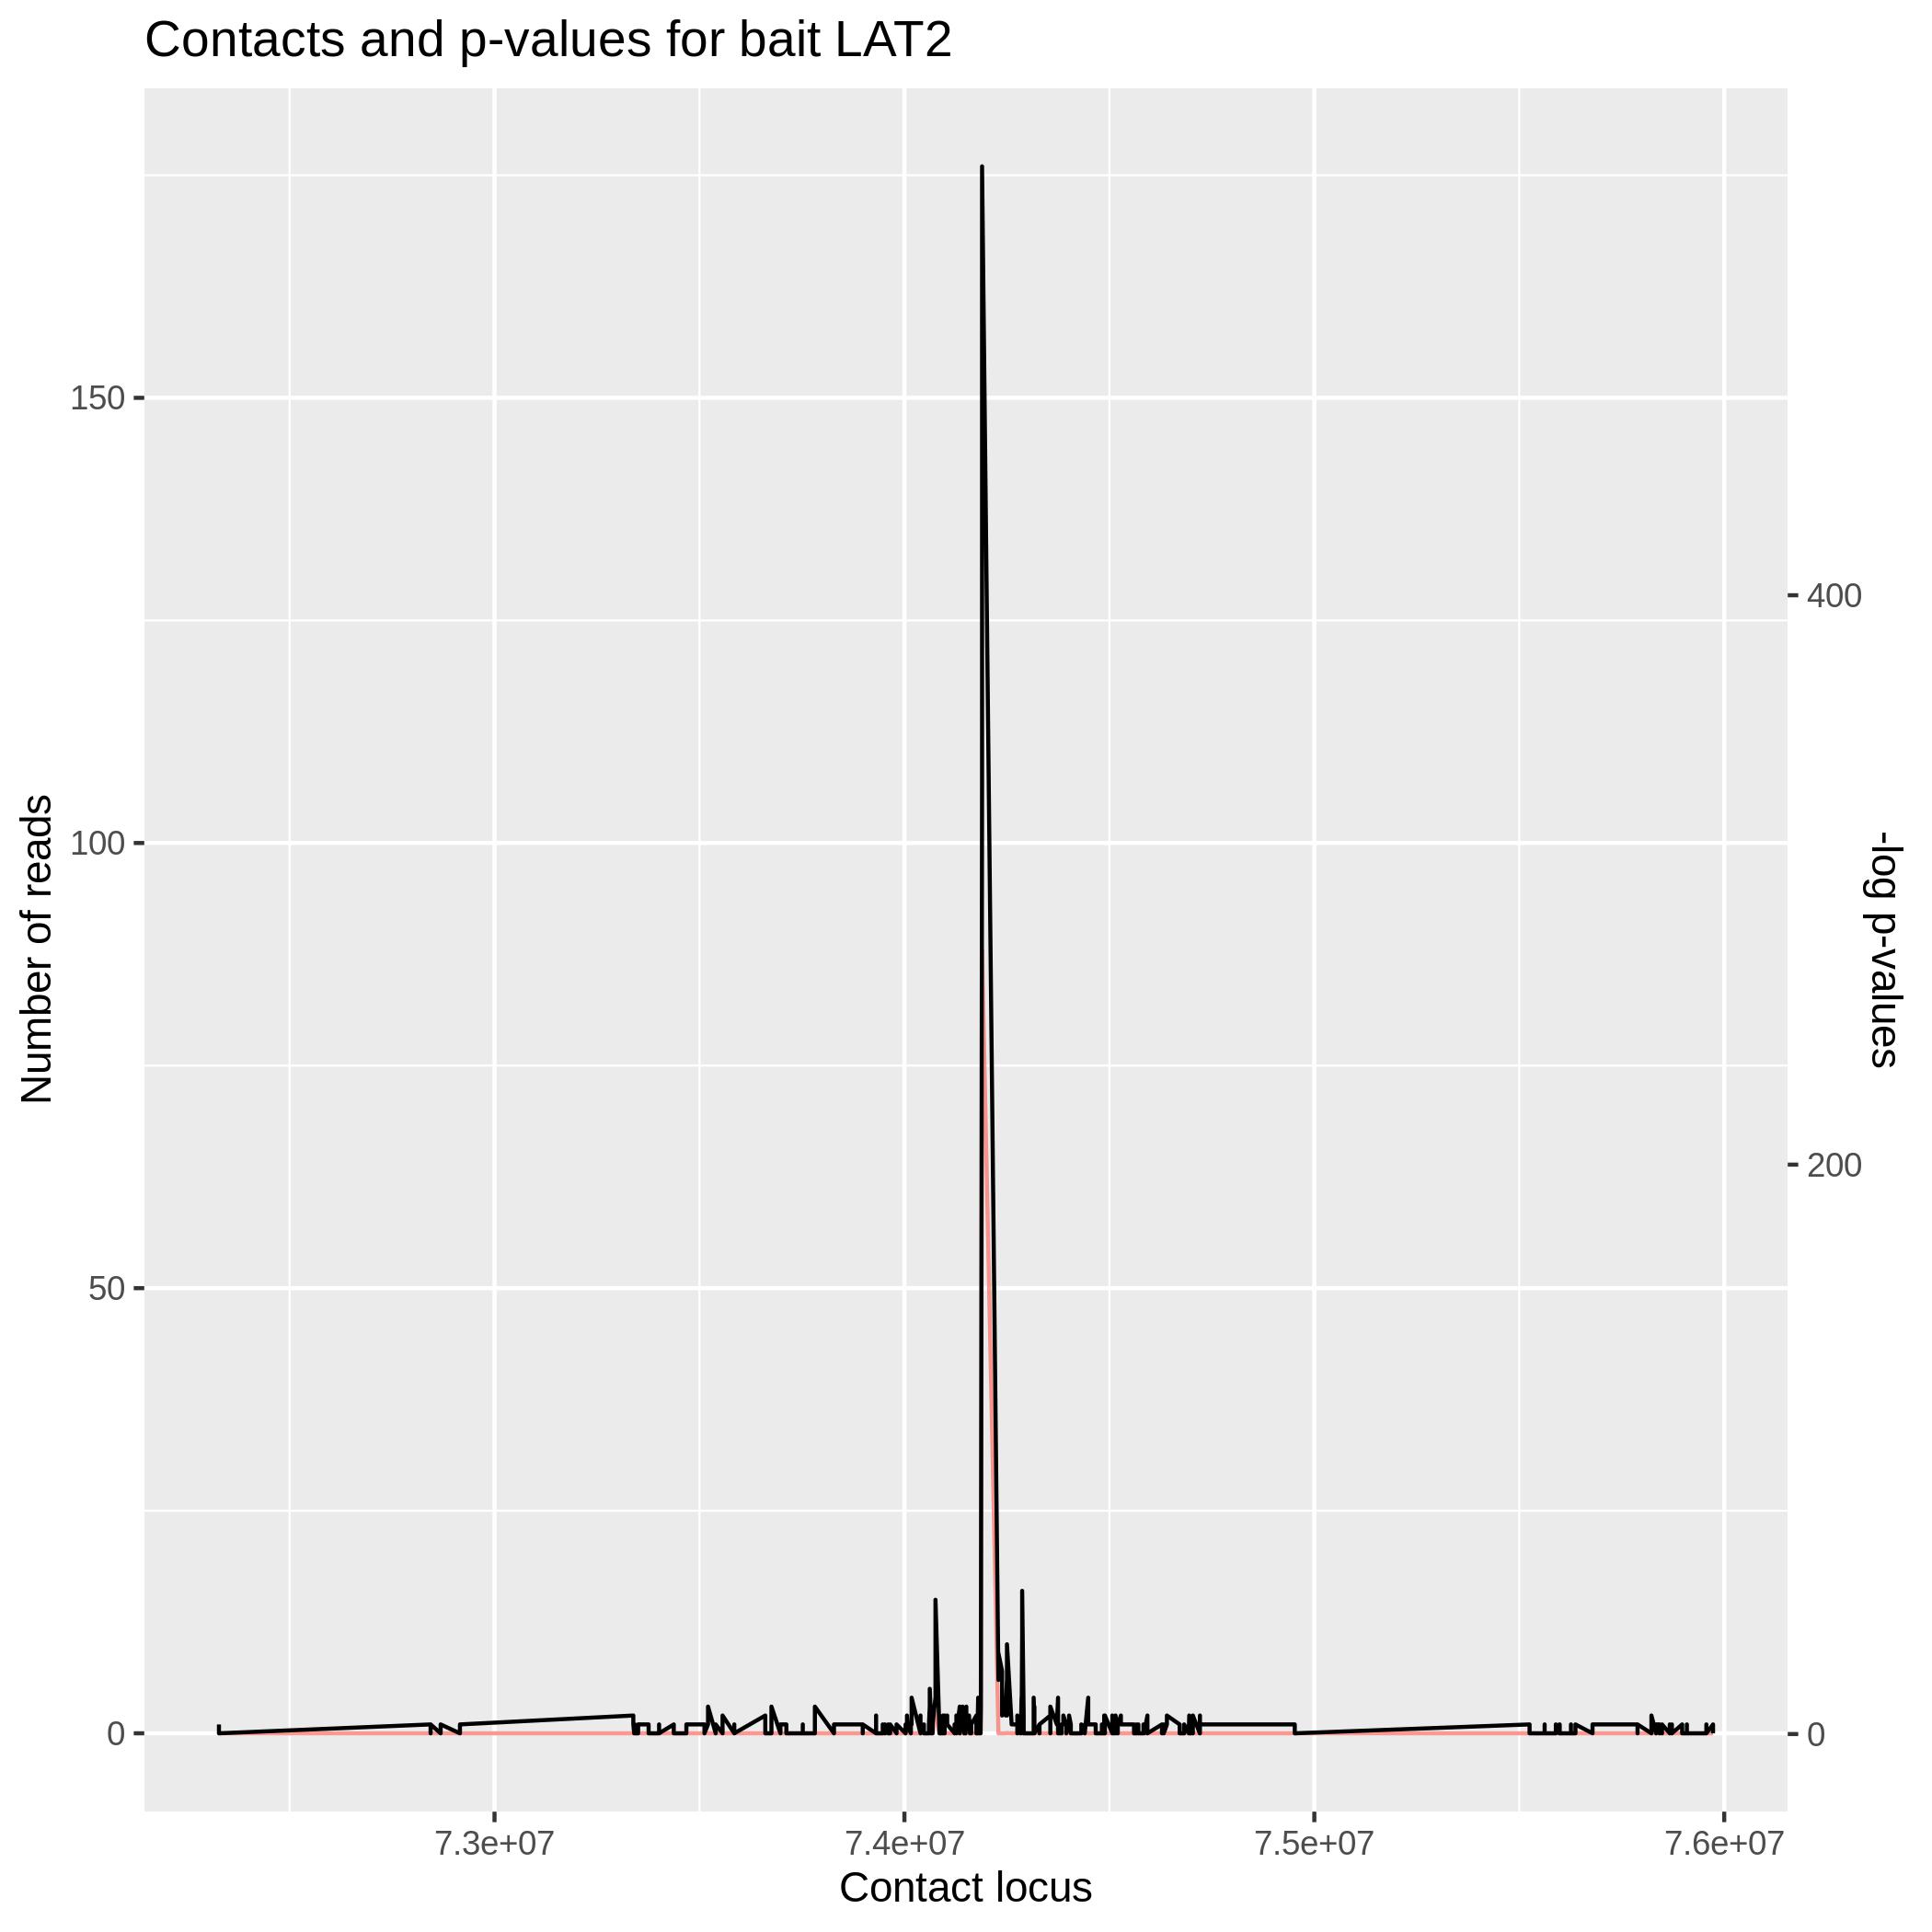 Contacts and p-values for bait LAT2
Number of reads
150
100
50
0
400
200
0
-log p-values
7.3e+07
7.4e+07
7.5e+07
7.6e+07
Contact locus